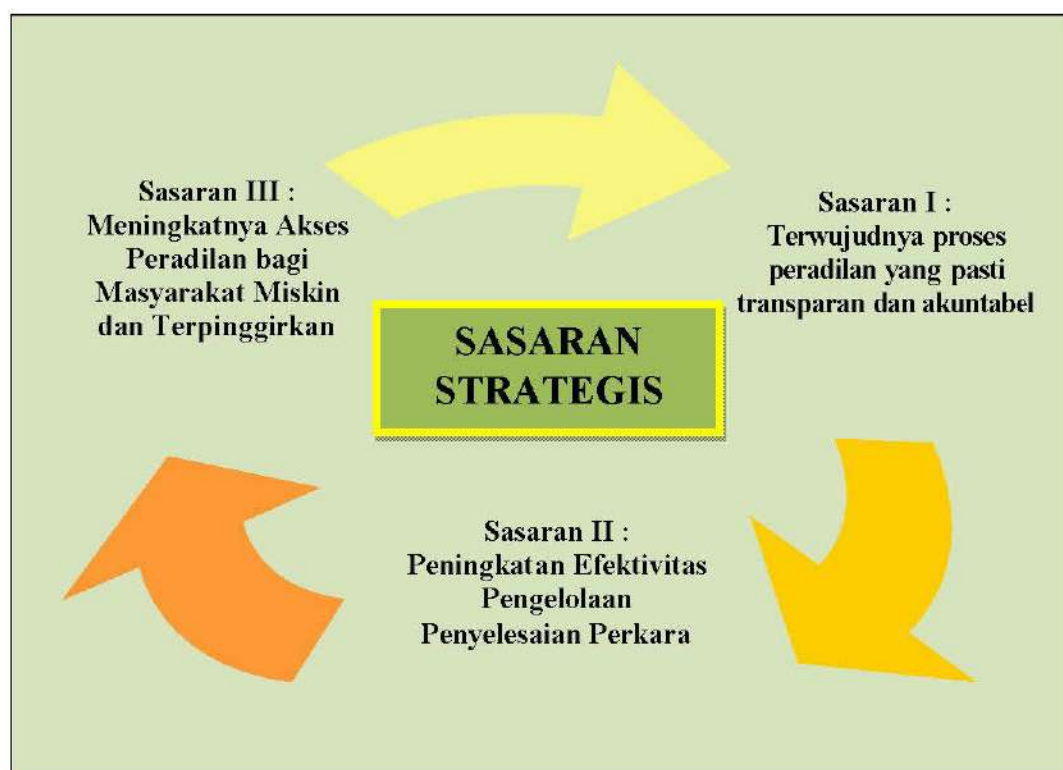 SASARAN
STRATEGIS
Sasaran I :
Terwujudnya proses
peradilan yang pasti
transparan dan akuntabel
Sasaran II :
Peningkatan Efektivitas
Pengelolaan
Penyelesaian Perkara
Sasaran III :
Meningkatnya Akses
Peradilan bagi
Masyarakat Miskin
dan Terpinggirkan